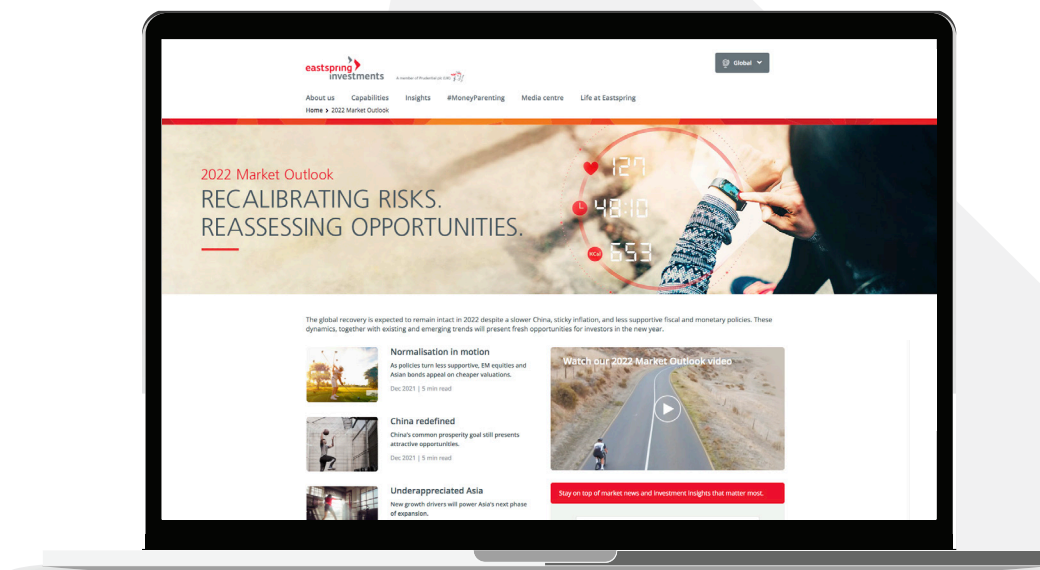 eastspring
investments
A member of Prudential plc (UK)
Global
About us Capabilities Insights #MoneyParenting Media centre Life at Eastspring
Home > 2022 Market Outlook
2022 Market Outlook
RECALIBRATING RISKS.
REASSESSING OPPORTUNITIES.
127
48:10
KCal 653
The global recovery is expected to remain intact in 2022 despite a slower China, sticky inflation, and less supportive fiscal and monetary policies. These
dynamics, together with existing and emerging trends will present fresh opportunities for investors in the new year.
Normalisation in motion
As policies turn less supportive, EM equities and
Asian bonds appeal on cheaper valuations.
Dec 2021 | 5 min read
China redefined
China's common prosperity goal still presents
attractive opportunities.
Dec 2021 | 5 min read
Underappreciated Asia
New growth drivers will power Asia's next phase
of expansion.
Watch our 2022 Market Outlook video
Stay on top of market news and investment insights that matter most.